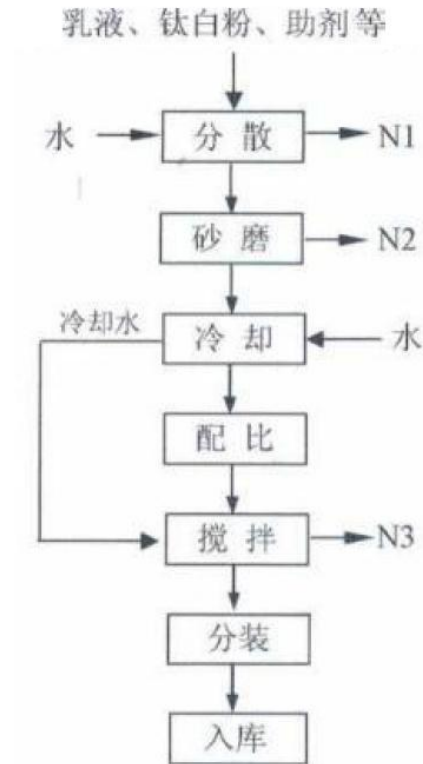 乳液、钛白粉、助剂等
水
分散
N1
砂磨
N2
冷却水
冷却
水
配比
搅拌
N3
分装
入库